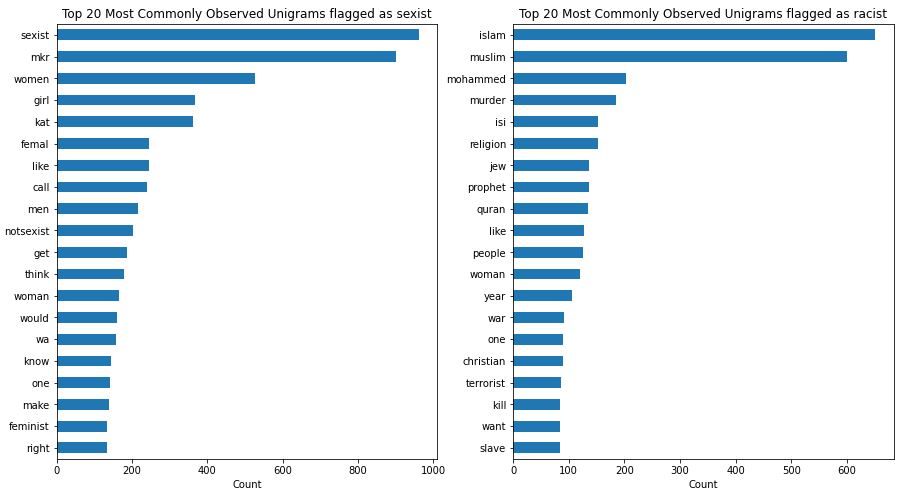 Top 20 Most Commonly Observed Unigrams flagged as sexist
sexist
mkr
women
girl
kat
femal
like
call
men
notsexist
get
think
woman
would
wa
know
one
make
feminist
right
0 200 400 600 800 1000
Count
Top 20 Most Commonly Observed Unigrams flagged as racist
islam
muslim
mohammed
murder
isi
religion
jew
prophet
quran
like
people
woman
year
war
one
christian
terrorist
kill
want
slave
0 100 200 300 400 500 600
Count